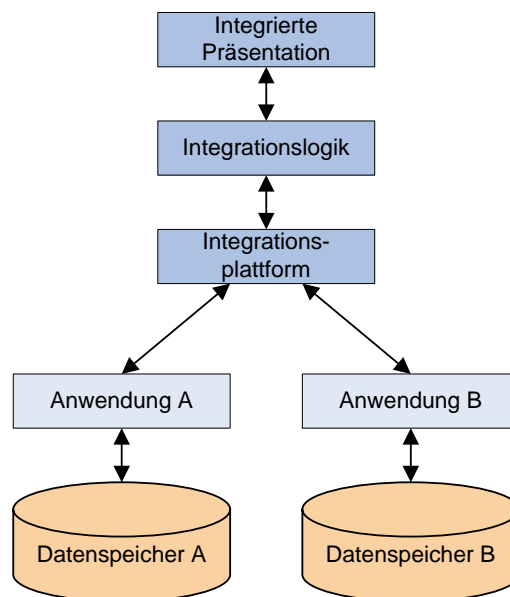 Integrierte
Präsentation
Integrationslogik
Integrations-
plattform
Anwendung A
Anwendung B
Datenspeicher A
Datenspeicher B